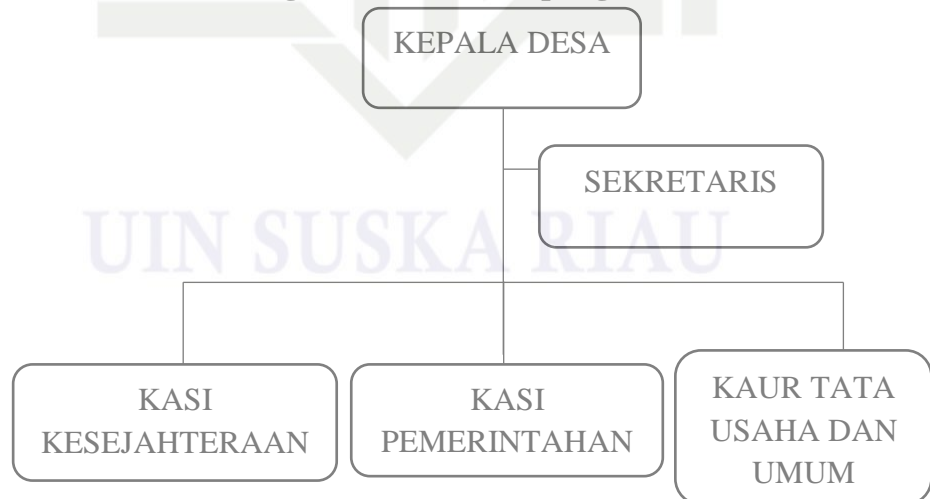 KEPALA DESA
SEKRETARIS
UIN SUSKA RIAU
KASI
KESEJAHTERAAN
KASI
PEMERINTAHAN
KAUR TATA
USAHA DAN
UMUM